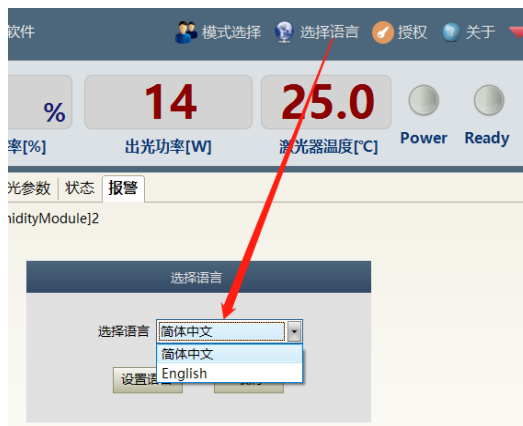 软件 模式选择 选择语言 授权 关于
% 14 25.0
率[%] 出光功率[W] 激光器温度[℃] Power Ready
光参数 状态 报警
nidityModule]2
选择语言
选择语言 简体中文
简体中文
English
设置语